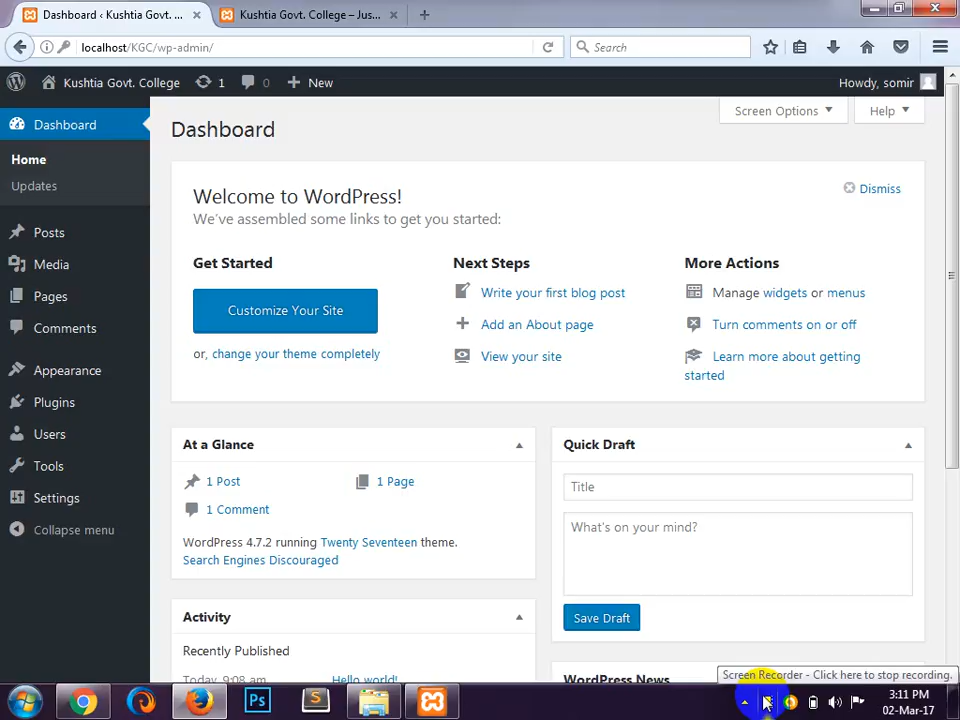 Dashboard ‹ Kushtia Govt. ...
Kushtia Govt. College – Jus...
localhost/KGC/wp-admin/
Search
Kushtia Govt. College
1
0
New
Howdy, somir
Dashboard
Home
Updates
Posts
Media
Pages
Comments
Appearance
Plugins
Users
Tools
Settings
Collapse menu
Screen Options
Help
Dashboard
Dismiss
Welcome to WordPress!
We've assembled some links to get you started:
Get Started
Customize Your Site
or, change your theme completely
Next Steps
Write your first blog post
Add an About page
View your site
More Actions
Manage widgets or menus
Turn comments on or off
Learn more about getting
started
At a Glance
1 Post
1 Page
1 Comment
WordPress 4.7.2 running Twenty Seventeen theme.
Search Engines Discouraged
Activity
Recently Published
Today, 9:08 am
Hello world!
Quick Draft
Title
What's on your mind?
Save Draft
WordPress News
Screen Recorder - Click here to stop recording.
Ps
S
3:11 PM
02-Mar-17